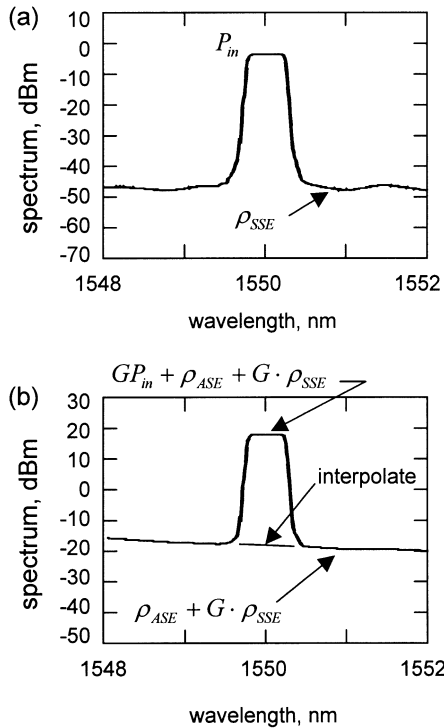 (a)
10
0
-10
-20
-30
-40
-50
-60
-70
spectrum, dBm
P_in
ρ_SSE
1548
1550
1552
wavelength, nm
GP_in + ρ_ASE + G · ρ_SSE
(b)
30
20
10
0
-10
-20
-30
-40
-50
spectrum, dBm
interpolate
ρ_ASE + G · ρ_SSE
1548
1550
1552
wavelength, nm